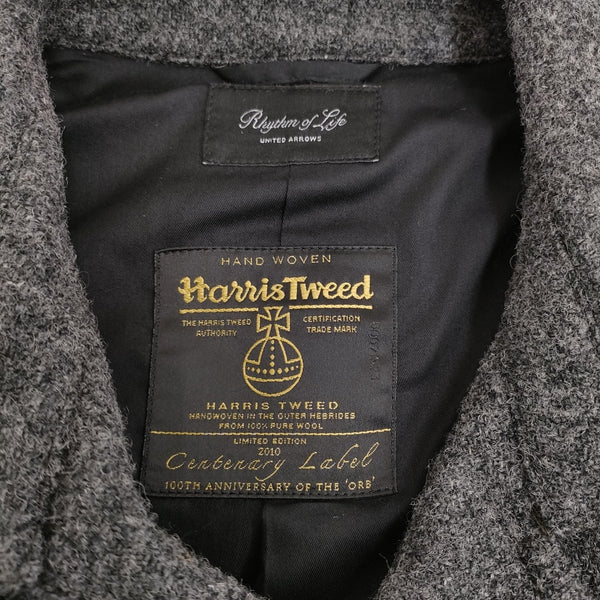 Rhythm of Life
UNITED ARROWS
HAND WOVEN
Harris Tweed
THE HARRIS TWEED AUTHORITY
CERTIFICATION TRADE MARK
HARRIS TWEED
HANDWOVEN IN THE OUTER HEBRIDES
FROM 100% PURE WOOL
LIMITED EDITION
2010
Centenary Label
100TH ANNIVERSARY OF THE 'ORB'